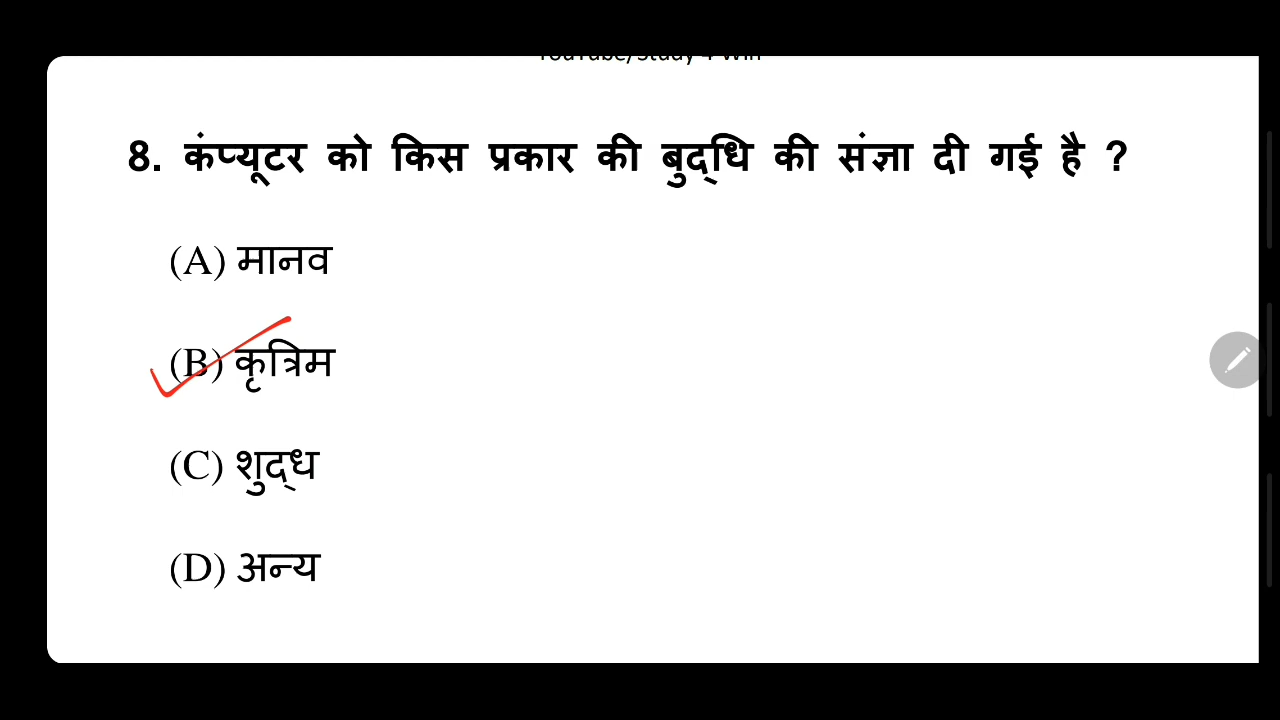 YouTube/Study 4 Win
8. कंप्यूटर को किस प्रकार की बुद्धि की संज्ञा दी गई है ?
(A) मानव
(B) कृत्रिम
(C) शुद्ध
(D) अन्य